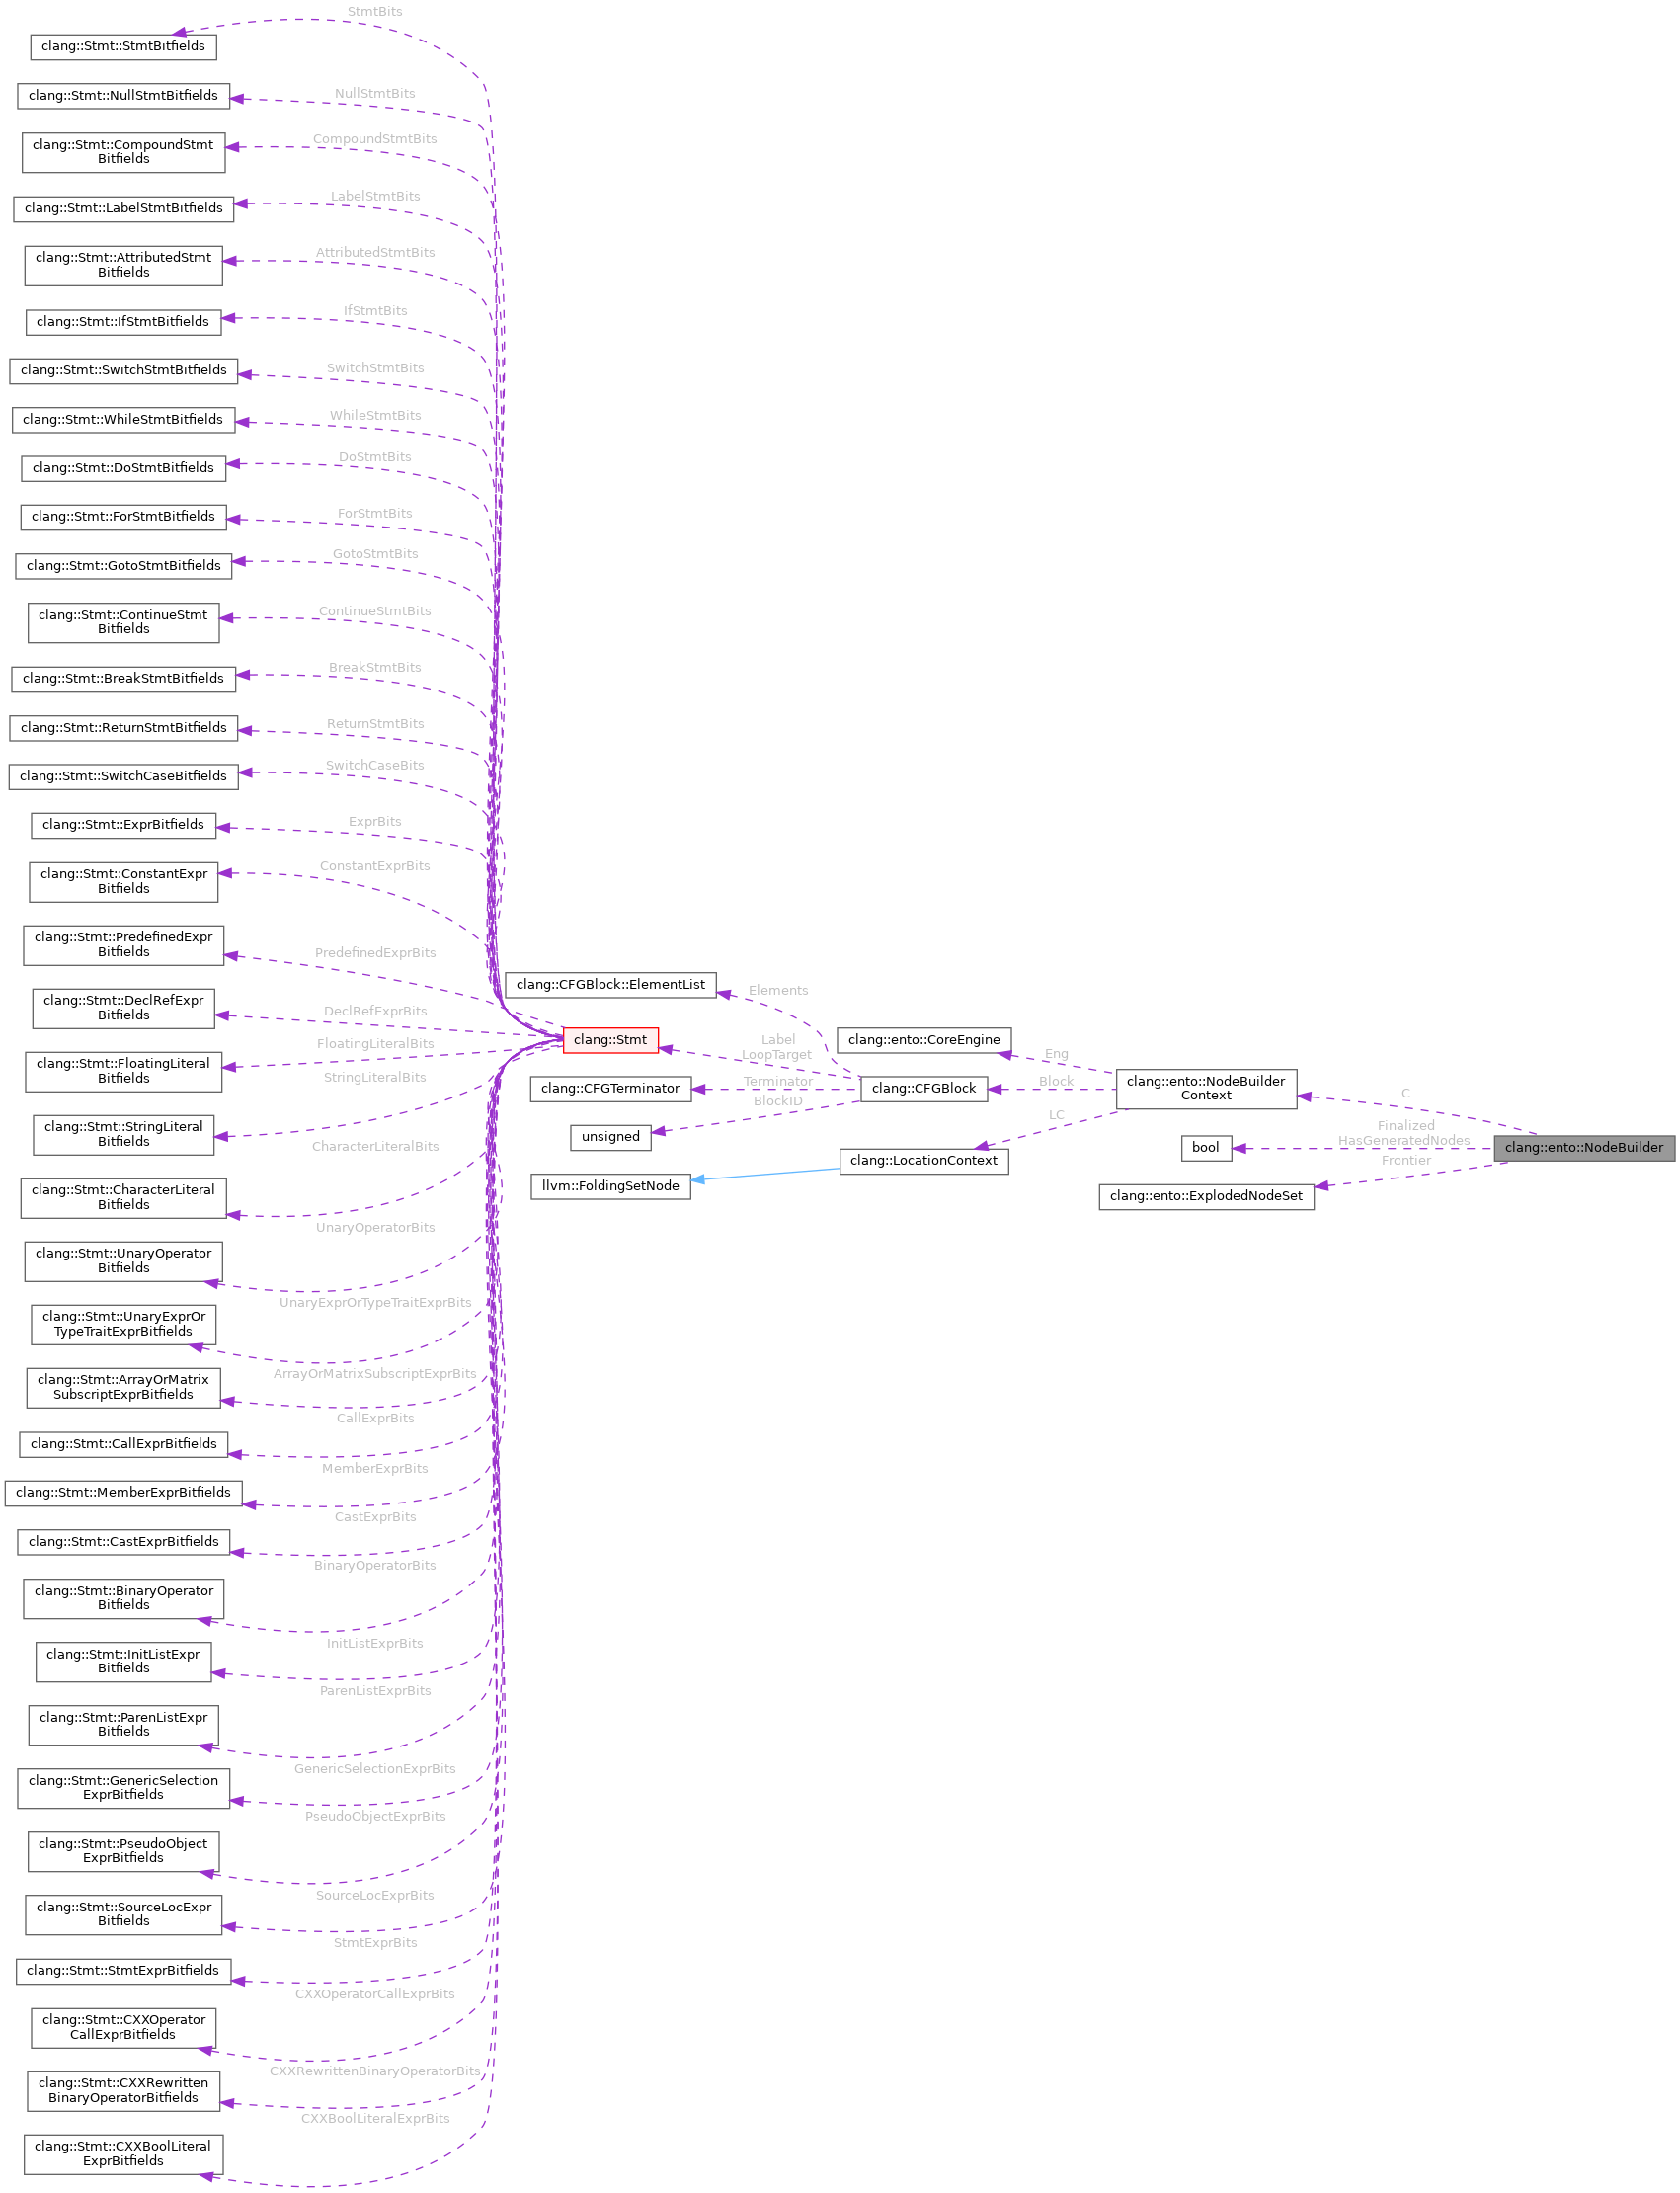 StmtBits
clang::Stmt::StmtBitfields
NullStmtBits
clang::Stmt::NullStmtBitfields
CompoundStmtBits
clang::Stmt::CompoundStmt
Bitfields
LabelStmtBits
clang::Stmt::LabelStmtBitfields
AttributedStmtBits
clang::Stmt::AttributedStmt
Bitfields
IfStmtBits
clang::Stmt::IfStmtBitfields
SwitchStmtBits
clang::Stmt::SwitchStmtBitfields
WhileStmtBits
clang::Stmt::WhileStmtBitfields
DoStmtBits
clang::Stmt::DoStmtBitfields
ForStmtBits
clang::Stmt::ForStmtBitfields
GotoStmtBits
clang::Stmt::GotoStmtBitfields
ContinueStmtBits
clang::Stmt::ContinueStmt
Bitfields
BreakStmtBits
clang::Stmt::BreakStmtBitfields
ReturnStmtBits
clang::Stmt::ReturnStmtBitfields
SwitchCaseBits
clang::Stmt::SwitchCaseBitfields
ExprBits
clang::Stmt::ExprBitfields
ConstantExprBits
clang::Stmt::ConstantExpr
Bitfields
PredefinedExprBits
clang::Stmt::PredefinedExpr
Bitfields
DeclRefExprBits
clang::Stmt::DeclRefExpr
Bitfields
FloatingLiteralBits
clang::Stmt::FloatingLiteral
Bitfields
StringLiteralBits
clang::Stmt::StringLiteral
Bitfields
CharacterLiteralBits
clang::Stmt::CharacterLiteral
Bitfields
UnaryOperatorBits
clang::Stmt::UnaryOperator
Bitfields
UnaryExprOrTypeTraitExprBits
clang::Stmt::UnaryExprOr
TypeTraitExprBitfields
ArrayOrMatrixSubscriptExprBits
clang::Stmt::ArrayOrMatrix
SubscriptExprBitfields
CallExprBits
clang::Stmt::CallExprBitfields
MemberExprBits
clang::Stmt::MemberExprBitfields
CastExprBits
clang::Stmt::CastExprBitfields
BinaryOperatorBits
clang::Stmt::BinaryOperator
Bitfields
InitListExprBits
clang::Stmt::InitListExpr
Bitfields
ParenListExprBits
clang::Stmt::ParenListExpr
Bitfields
GenericSelectionExprBits
clang::Stmt::GenericSelection
ExprBitfields
PseudoObjectExprBits
clang::Stmt::PseudoObject
ExprBitfields
SourceLocExprBits
clang::Stmt::SourceLocExpr
Bitfields
StmtExprBits
clang::Stmt::StmtExprBitfields
CXXOperatorCallExprBits
clang::Stmt::CXXOperator
CallExprBitfields
CXXRewrittenBinaryOperatorBits
clang::Stmt::CXXRewritten
BinaryOperatorBitfields
CXXBoolLiteralExprBits
clang::Stmt::CXXBoolLiteral
ExprBitfields
clang::CFGBlock::ElementList
Elements
clang::Stmt
Label
LoopTarget
clang::CFGTerminator
Terminator
BlockID
unsigned
clang::CFGBlock
llvm::FoldingSetNode
clang::LocationContext
clang::ento::CoreEngine
Eng
Block
LC
clang::ento::NodeBuilder
Context
C
bool
Finalized
HasGeneratedNodes
Frontier
clang::ento::ExplodedNodeSet
clang::ento::NodeBuilder